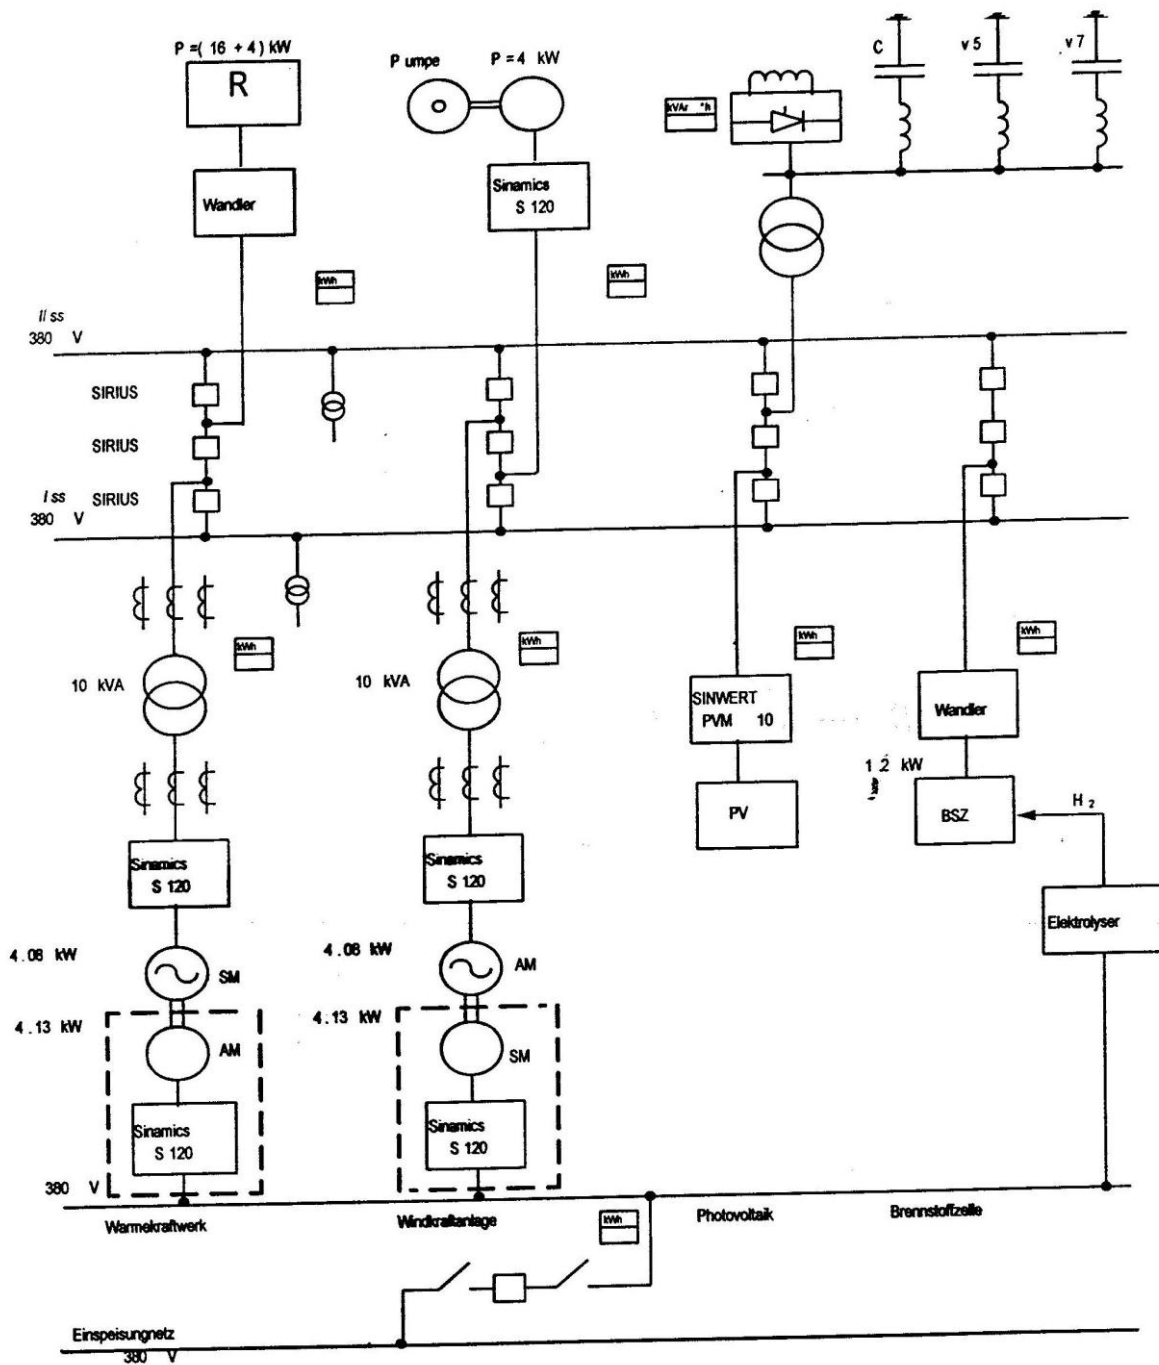 P =( 16 + 4 ) kW
R
Wandler
P umpe
P = 4 kW
Sinamics
S 120
kVAr *h
C
v 5
v 7
kWh
kWh
II ss
380 V
SIRIUS
SIRIUS
I ss
380 V
SIRIUS
kWh
10 kVA
kWh
10 kVA
kWh
SINWERT
PVM 10
kWh
Wandler
1.2 kW
PV
BSZ
H 2
Sinamics
S 120
Sinamics
S 120
Elektrolyser
4.08 kW
SM
4.08 kW
AM
4.13 kW
AM
4.13 kW
SM
Sinamics
S 120
Sinamics
S 120
380 V
Warmekraftwerk
Windkraftanlage
kWh
Photovoltaik
Brennstoffzelle
Einspeisungnetz
380 V